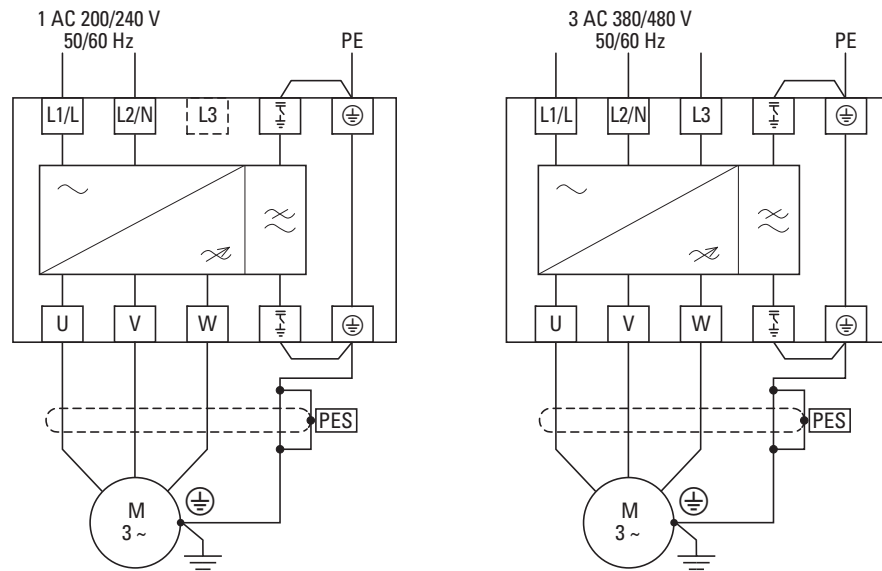 1 AC 200/240 V
50/60 Hz
PE
L1/L
L2/N
L3
U
V
W
PES
M
3 ~
3 AC 380/480 V
50/60 Hz
PE
L1/L
L2/N
L3
U
V
W
PES
M
3 ~